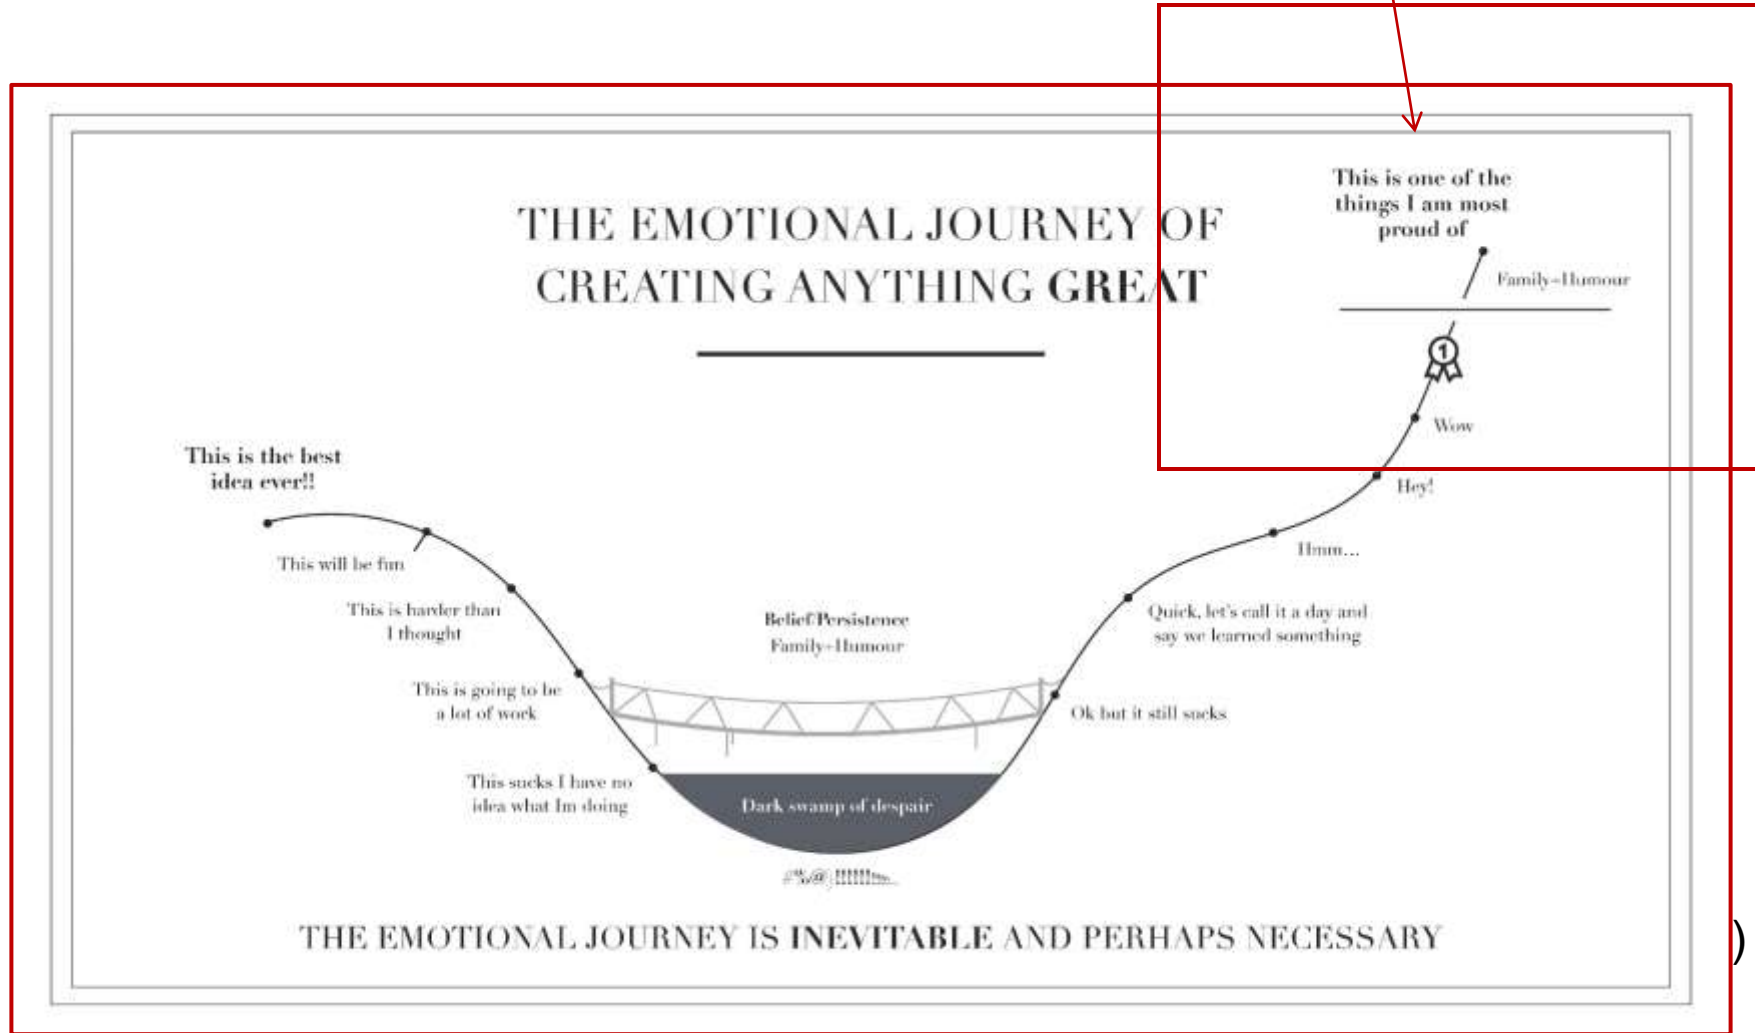 THE EMOTIONAL JOURNEY OF
CREATING ANYTHING GREAT
This is one of the
things I am most
proud of
Family-Humour
1
Wow
Hey!
Hmm...
Quick, let's call it a day and
say we learned something
Ok but it still sucks
This is the best
idea ever!!
This will be fun
This is harder than
I thought
This is going to be
a lot of work
This sucks I have no
idea what Im doing
Belief/Persistence
Family-Humour
Dark swamp of despair
THE EMOTIONAL JOURNEY IS INEVITABLE AND PERHAPS NECESSARY
)